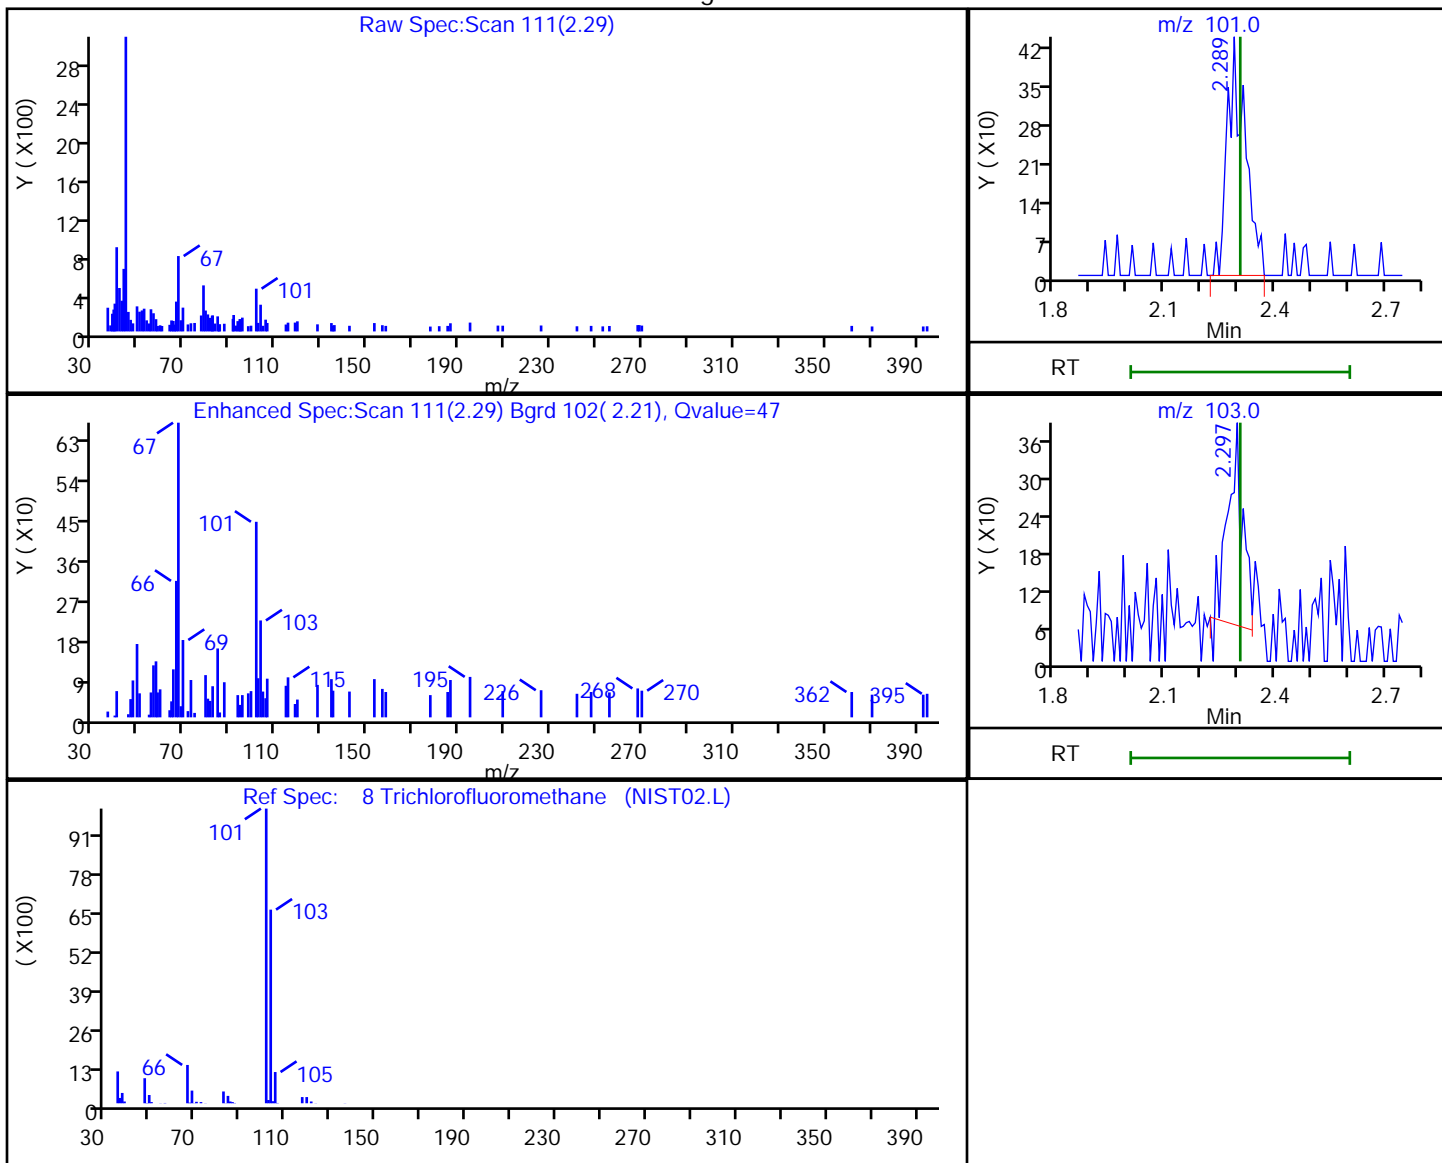 Raw Spec:Scan 111(2.29)
Y ( X100)
28
24
20
16
12
8
4
0
67
101
30 70 110 150 190 230 270 310 350 390
m/z
m/z 101.0
Y ( X10)
42
35
28
21
14
7
0
2.289
1.8 2.1 2.4 2.7
Min
RT
Enhanced Spec:Scan 111(2.29) Bgrd 102( 2.21), Qvalue=47
Y ( X10)
63
54
45
36
27
18
9
0
67
101
66
103
69
115
195
226
268
270
362
395
30 70 110 150 190 230 270 310 350 390
m/z
m/z 103.0
Y ( X10)
36
30
24
18
12
6
0
2.297
1.8 2.1 2.4 2.7
Min
RT
Ref Spec: 8 Trichlorofluoromethane (NIST02.L)
( X100)
91
78
65
52
39
26
13
0
101
103
66
105
30 70 110 150 190 230 270 310 350 390